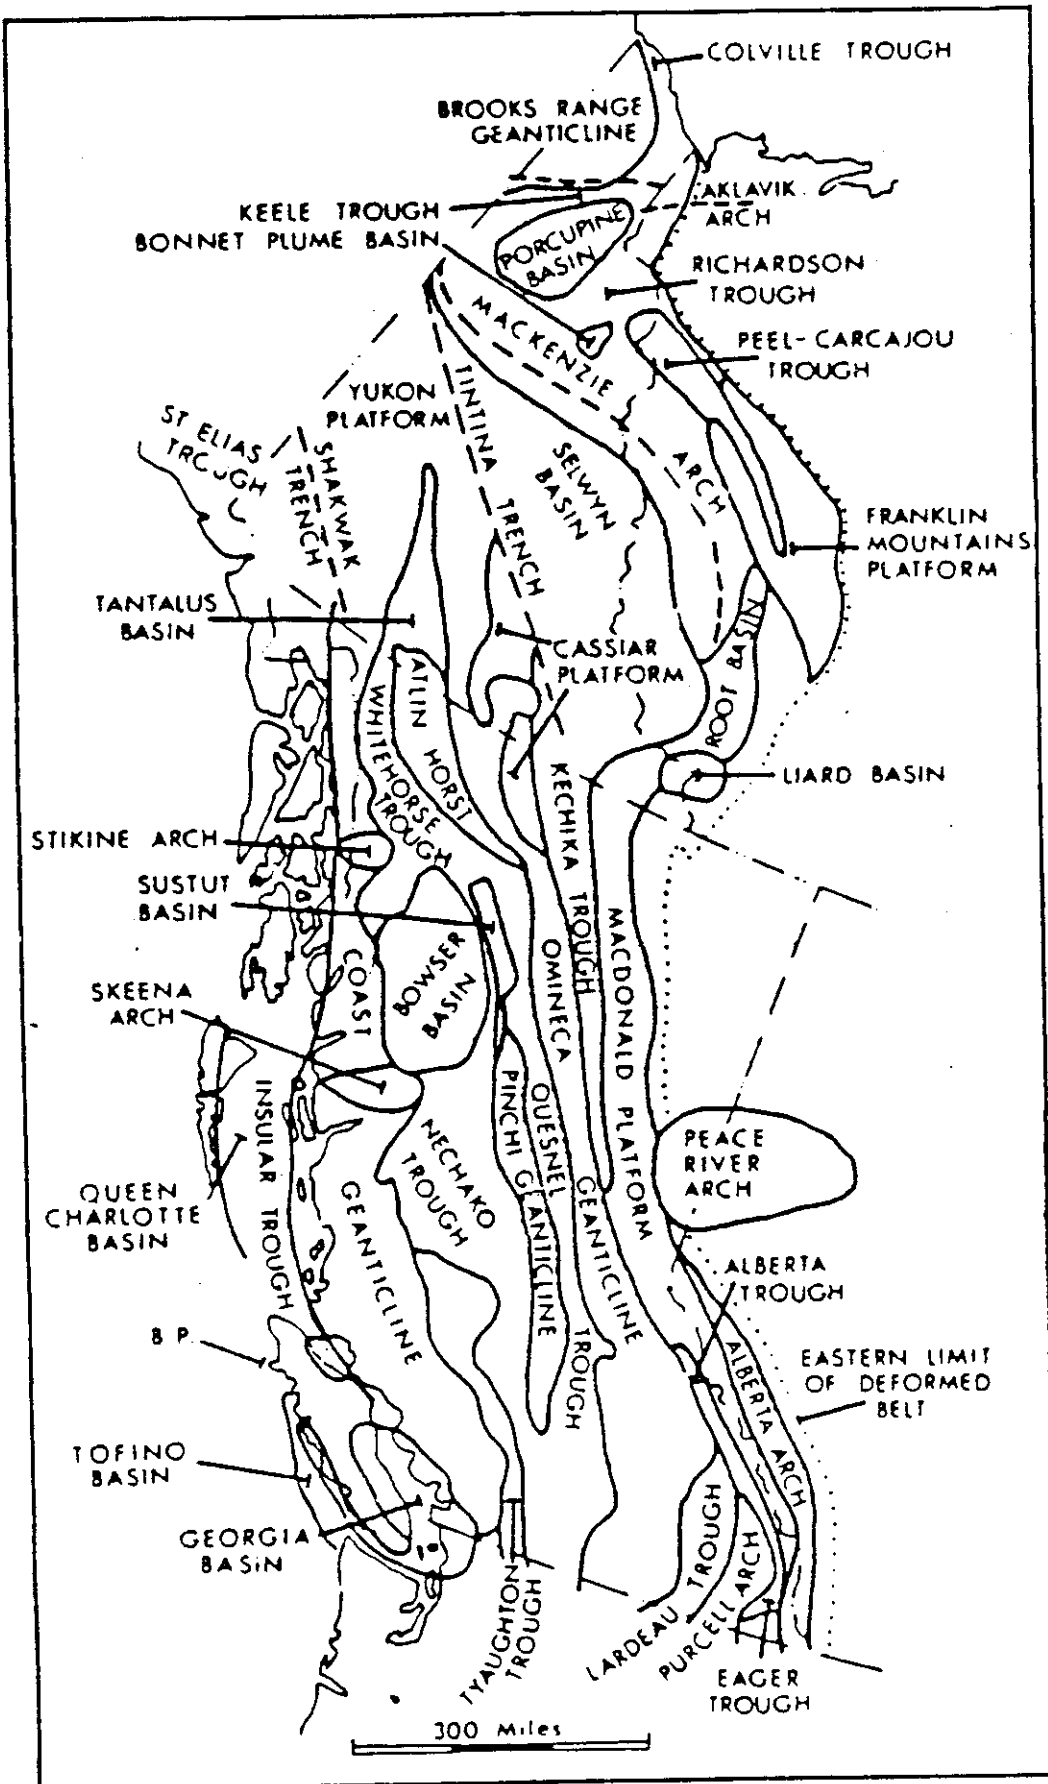 COLVILLE TROUGH
BROOKS RANGE
GEANTICLINE
AKLAVIK
ARCH
KEELE TROUGH
BONNET PLUME BASIN
PORCUPINE
BASIN
RICHARDSON
TROUGH
MACKENZIE
ARCH
PEEL-CARCAJOU
TROUGH
YUKON
PLATFORM
TINTINA TRENCH
ST ELIAS
TROUGH
SHAKWAK
TRENCH
SELWYN
BASIN
FRANKLIN
MOUNTAINS
PLATFORM
TANTALUS
BASIN
CASSIAR
PLATFORM
ROOT BASIN
ATLIN HORST
WHITEHORSE
TROUGH
LIARD BASIN
KECHIKA TROUGH
STIKINE ARCH
SUSTUT
BASIN
MACDONALD PLATFORM
BOWSER
BASIN
COAST
GEANTICLINE
OMINECA
GEANTICLINE
SKEENA
ARCH
INSULAR TROUGH
PINCHI GEANTICLINE
QUESNEL
TROUGH
NECHAKO
TROUGH
PEACE
RIVER
ARCH
QUEEN
CHARLOTTE
BASIN
ALBERTA
TROUGH
B P.
ALBERTA ARCH
EASTERN LIMIT
OF DEFORMED
BELT
TOFINO
BASIN
GEORGIA
BASIN
TYAUGHTON
TROUGH
LARDEAU TROUGH
PURCELL ARCH
EAGER
TROUGH
300 Miles